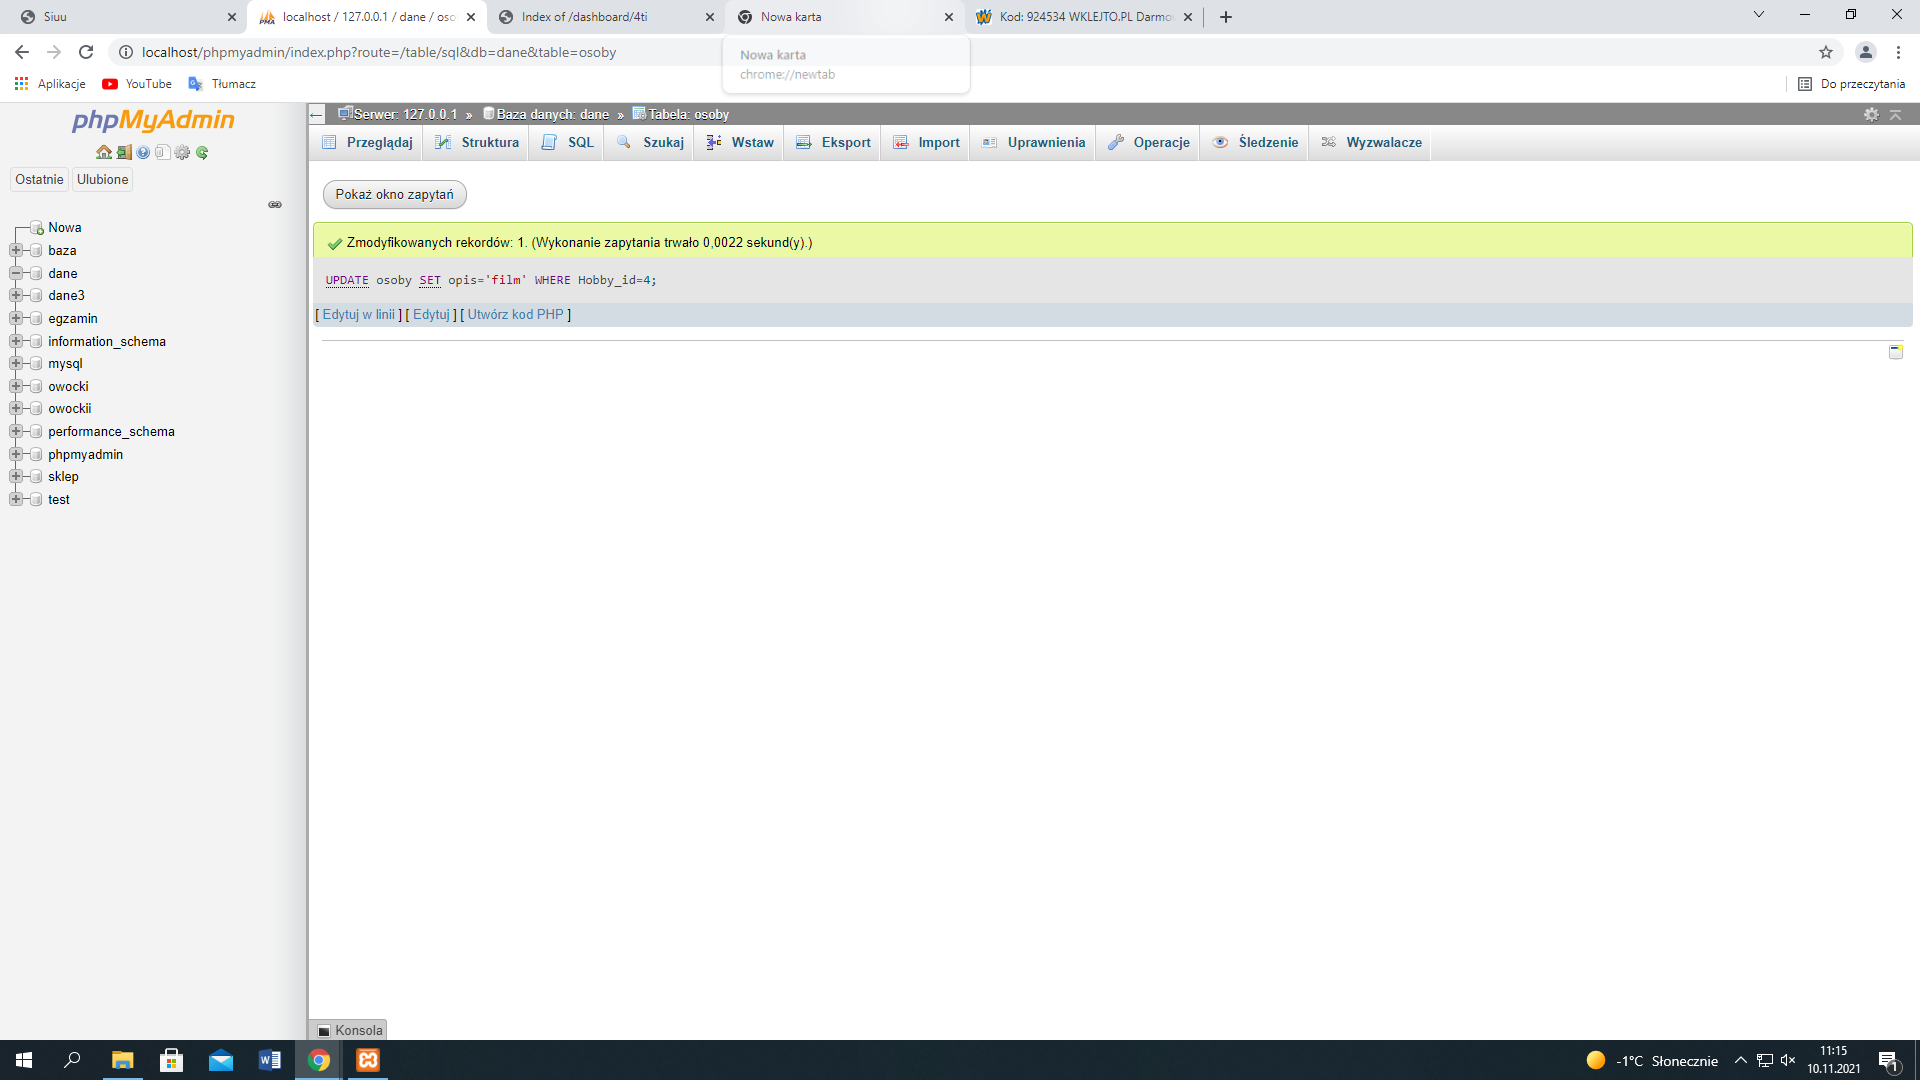 Siuu
localhost / 127.0.0.1 / dane / oso
Index of /dashboard/4ti
Nowa karta
Kod: 924534 WKLEJTO.PL Darmo
localhost/phpmyadmin/index.php?route=/table/sql&db=dane&table=osoby
Nowa karta
chrome://newtab
Aplikacje
YouTube
Tłumacz
Do przeczytania
phpMyAdmin
Ostatnie
Ulubione
Nowa
baza
dane
dane3
egzamin
information_schema
mysql
owocki
owockii
performance_schema
phpmyadmin
sklep
test
Serwer: 127.0.0.1 » Baza danych: dane » Tabela: osoby
Przeglądaj
Struktura
SQL
Szukaj
Wstaw
Eksport
Import
Uprawnienia
Operacje
Śledzenie
Wyzwalacze
Pokaż okno zapytań
Zmodyfikowanych rekordów: 1. (Wykonanie zapytania trwało 0,0022 sekund(y).)
UPDATE osoby SET opis='film' WHERE Hobby_id=4;
[ Edytuj w linii ] [ Edytuj ] [ Utwórz kod PHP ]
Konsola
-1°C Słonecznie
11:15
10.11.2021
1